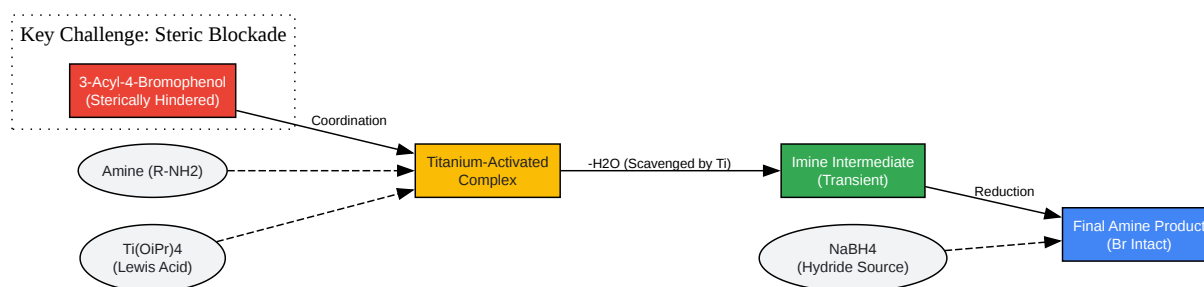 Key Challenge: Steric Blockade
3-Acyl-4-Bromophenol
(Sterically Hindered)
Coordination
Amine (R-NH2)
Titanium-Activated
Complex
-H2O (Scavenged by Ti)
Imine Intermediate
(Transient)
Reduction
Ti(OiPr)4
(Lewis Acid)
NaBH4
(Hydride Source)
Final Amine Product
(Br Intact)